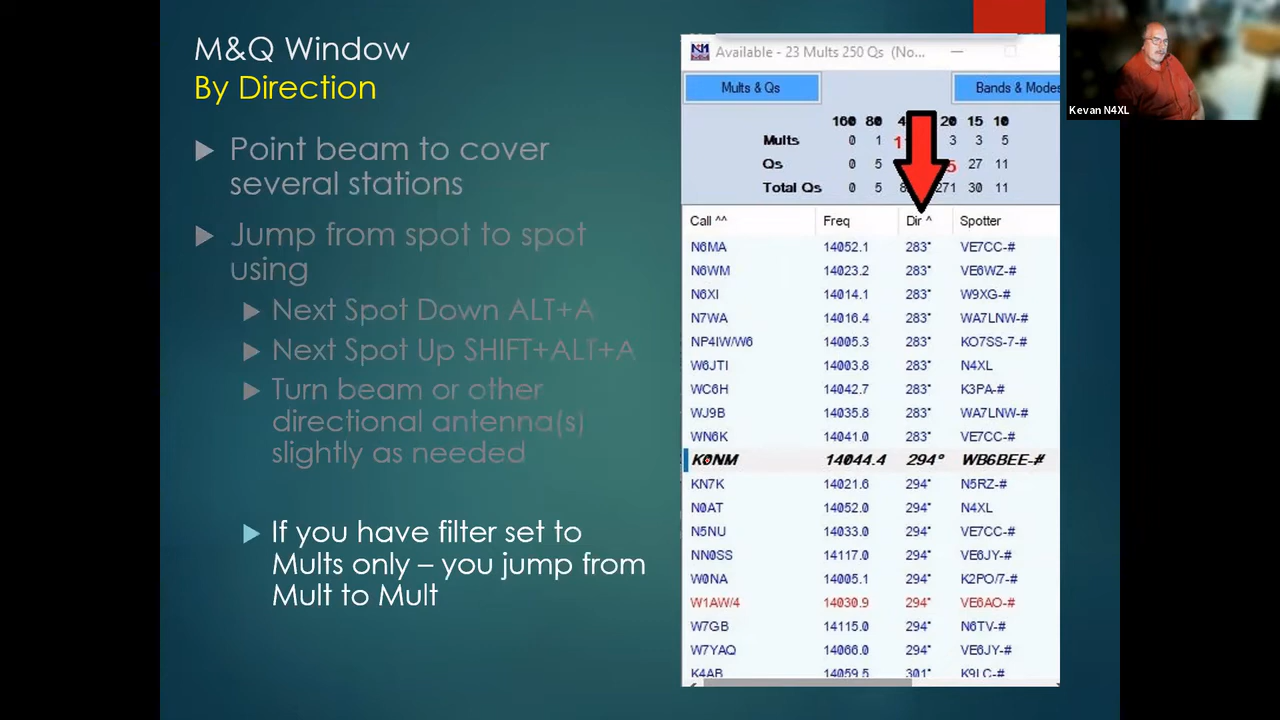 M&Q Window
By Direction
Point beam to cover
several stations
Jump from spot to spot
using
Next Spot Down ALT+A
Next Spot Up SHIFT+ALT+A
Turn beam or other
directional antenna(s)
slightly as needed
If you have filter set to
Mults only – you jump from
Mult to Mult
Available - 23 Mults 250 Qs (No...
Mults & Qs Bands & Modes
160 80 20 15 10
Mults 0 1 3 3 5
Qs 0 5 27 11
Total Qs 0 5 271 30 11
Call ^^ Freq Dir ^ Spotter
N6MA 14052.1 283° VE7CC-#
N6WM 14023.2 283° VE6WZ-#
N6XI 14014.1 283° W9XG-#
N7WA 14016.4 283° WA7LNW-#
NP4IW/W6 14005.3 283° KO7SS-7-#
W6JTI 14003.8 283° N4XL
WC6H 14042.7 283° K3PA-#
WJ9B 14035.8 283° WA7LNW-#
WN6K 14041.0 283° VE7CC-#
K0NM 14044.4 294° WB6BEE-#
KN7K 14021.6 294° N5RZ-#
N0AT 14052.0 294° N4XL
N5NU 14033.0 294° VE7CC-#
NN0SS 14117.0 294° VE6JY-#
W0NA 14005.1 294° K2PO/7-#
W1AW/4 14030.9 294° VE6AO-#
W7GB 14115.0 294° N6TV-#
W7YAQ 14066.0 294° VE6JY-#
K4AB 14059.5 301° K9LC-#
Kevan N4XL